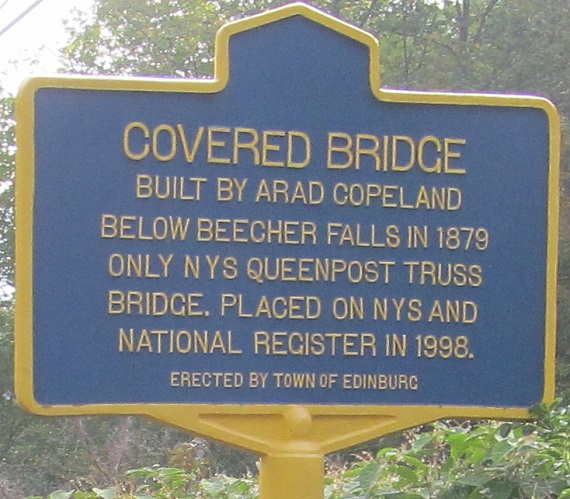 COVERED BRIDGE
BUILT BY ARAD COPELAND
BELOW BEECHER FALLS IN 1879
ONLY NYS QUEENPOST TRUSS
BRIDGE. PLACED ON NYS AND
NATIONAL REGISTER IN 1998.
ERECTED BY TOWN OF EDINBURG